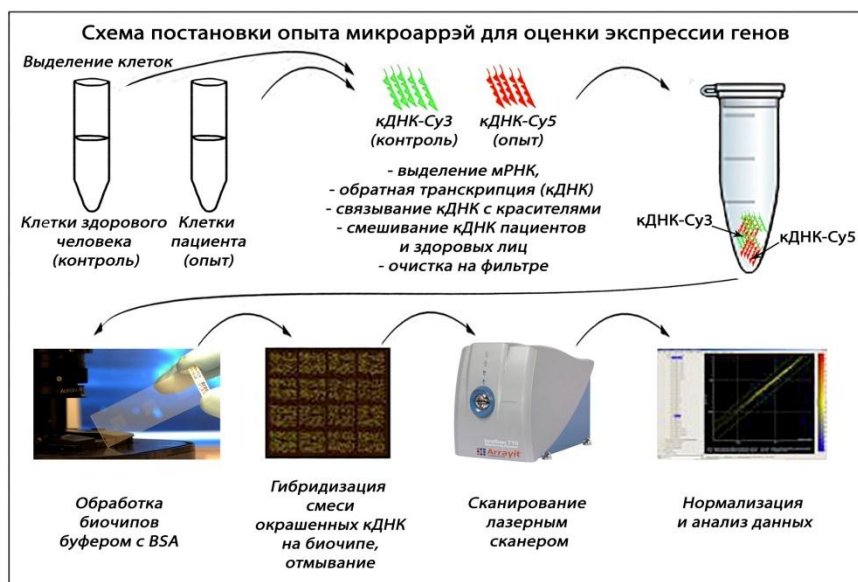 Схема постановки опыта микроаррэй для оценки экспрессии генов
Выделение клеток
Клетки здорового
человека
(контроль)
Клетки
пациента
(опыт)
кДНК-Cy3
(контроль)
кДНК-Cy5
(опыт)
- выделение мРНК,
- обратная транскрипция (кДНК)
- связывание кДНК с красителями
- смешивание кДНК пациентов
и здоровых лиц
- очистка на фильтре
кДНК-Cy3
кДНК-Cy5
Обработка
биочипов
буфером с BSA
Гибридизация
смеси
окрашенных кДНК
на биочипе,
отмывание
Arrayit
Сканирование
лазерным
сканером
Нормализация
и анализ данных